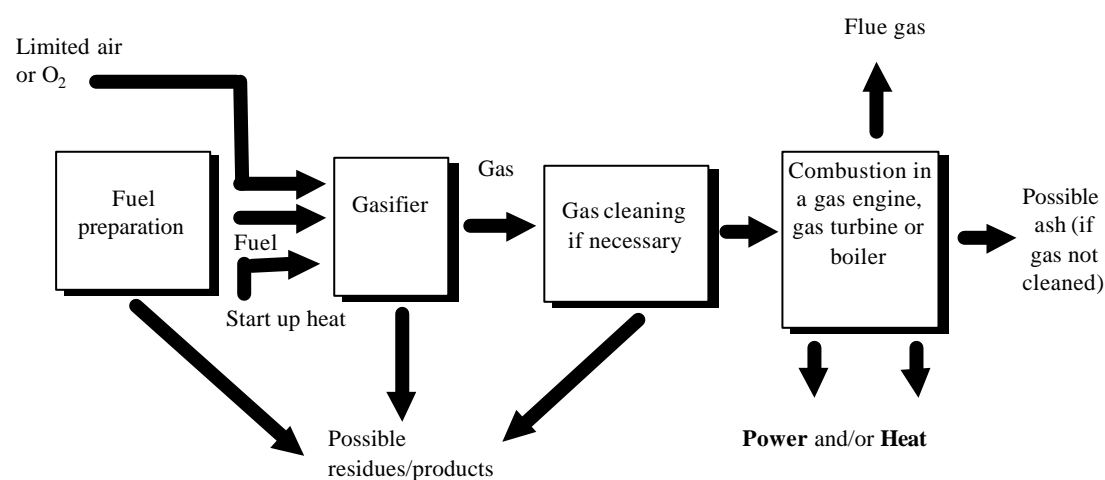 Flue gas
Limited air
or O₂
Fuel
preparation
Gasifier
Gas
Gas cleaning
if necessary
Combustion in
a gas engine,
gas turbine or
boiler
Possible
ash (if
gas not
cleaned)
Fuel
Start up heat
Possible
residues/products
Power and/or Heat